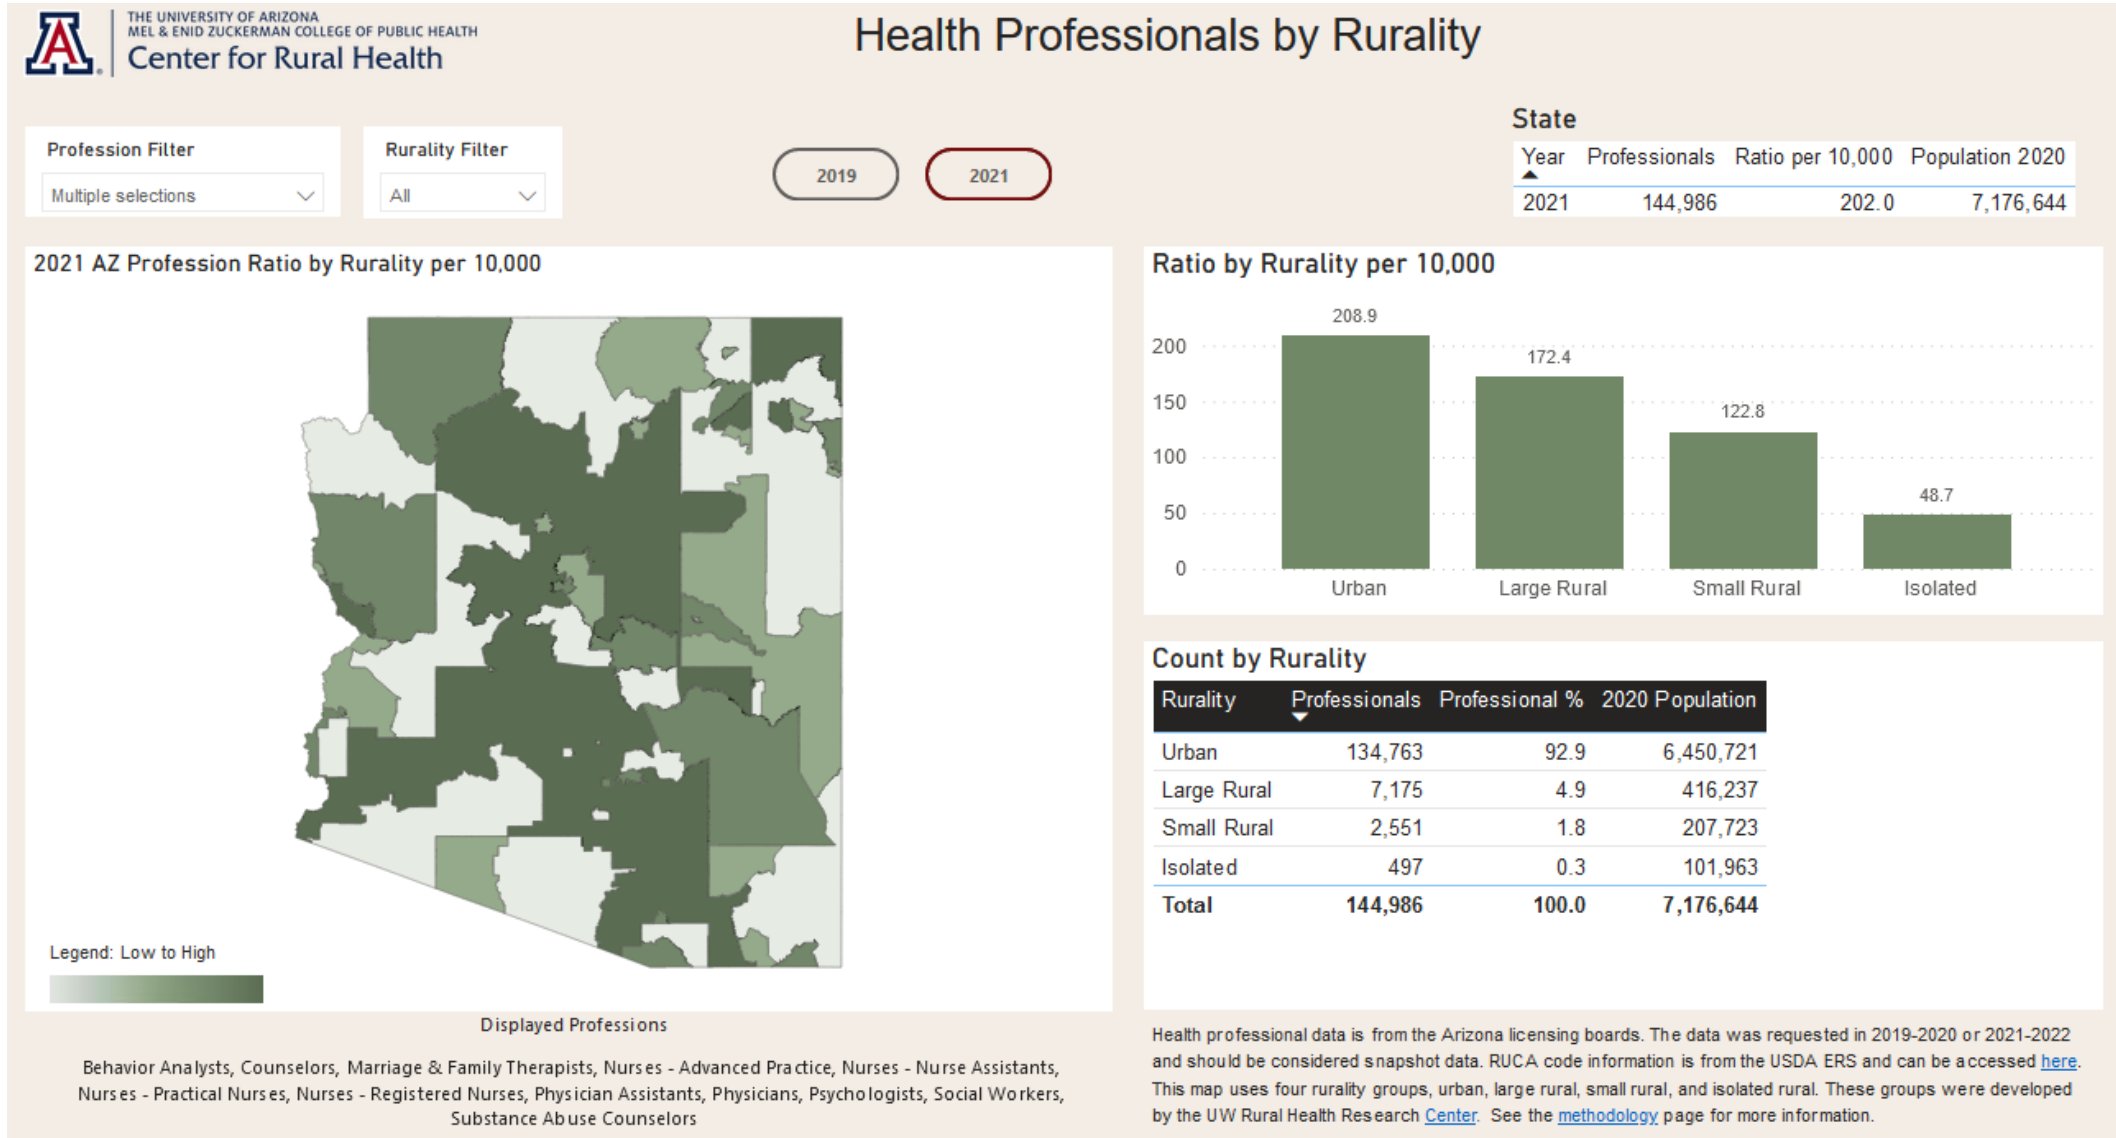 THE UNIVERSITY OF ARIZONA
MEL & ENID ZUCKERMAN COLLEGE OF PUBLIC HEALTH
Center for Rural Health
A
Health Professionals by Rurality
Profession Filter
Multiple selections
Rurality Filter
All
2019
2021
State
Year Professionals Ratio per 10,000 Population 2020
2021 144,986 202.0 7,176,644
2021 AZ Profession Ratio by Rurality per 10,000
Legend: Low to High
Ratio by Rurality per 10,000
200
150
100
50
0
208.9
172.4
122.8
48.7
Urban Large Rural Small Rural Isolated
Count by Rurality
Rurality Professionals Professional % 2020 Population
Urban 134,763 92.9 6,450,721
Large Rural 7,175 4.9 416,237
Small Rural 2,551 1.8 207,723
Isolated 497 0.3 101,963
Total 144,986 100.0 7,176,644
Displayed Professions
Behavior Analysts, Counselors, Marriage & Family Therapists, Nurses - Advanced Practice, Nurses - Nurse Assistants,
Nurses - Practical Nurses, Nurses - Registered Nurses, Physician Assistants, Physicians, Psychologists, Social Workers,
Substance Abuse Counselors
Health professional data is from the Arizona licensing boards. The data was requested in 2019-2020 or 2021-2022
and should be considered snapshot data. RUCA code information is from the USDA ERS and can be accessed here.
This map uses four rurality groups, urban, large rural, small rural, and isolated rural. These groups were developed
by the UW Rural Health Research Center. See the methodology page for more information.